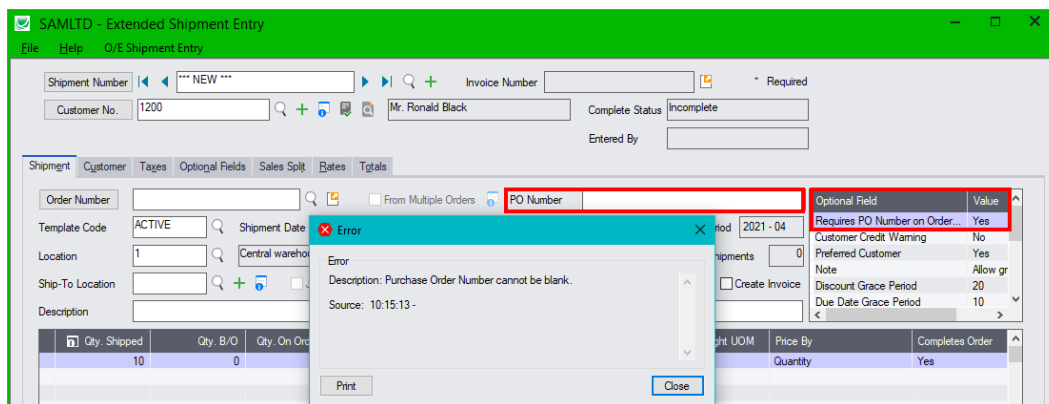 SAMLTD - Extended Shipment Entry
File Help O/E Shipment Entry
Shipment Number *** NEW *** Invoice Number * Required
Customer No. 1200 Mr. Ronald Black Complete Status Incomplete
Entered By
Shipment Customer Taxes Optional Fields Sales Split Rates Totals
Order Number From Multiple Orders PO Number
Optional Field Value
Template Code ACTIVE Shipment Date 2021 - 04
Requires PO Number on Order... Yes
Customer Credit Warning No
Location 1 Central 0
Preferred Customer Yes
Note Allow gr
Ship-To Location Create Invoice
Discount Grace Period 20
Due Date Grace Period 10
Description
Error
Error
Description: Purchase Order Number cannot be blank.
Source: 10:15:13 -
Print Close
Qty. Shipped Qty. B/O Qty. On UOM Price By Completes Order
10 0 Quantity Yes